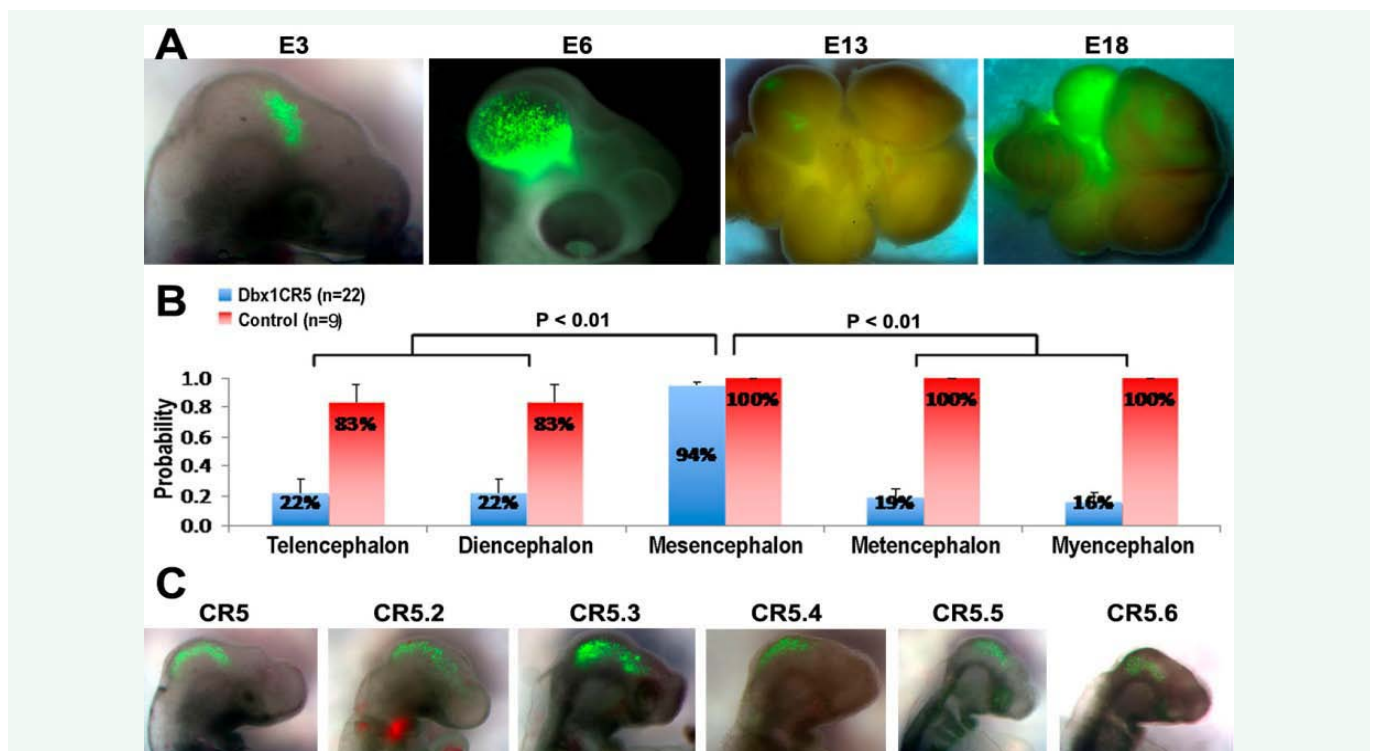 A
E3 E6 E13 E18
B
Dbx1CR5 (n=22)
Control (n=9)
P < 0.01 P < 0.01
Probability
1.0
0.8
0.6
0.4
0.2
0.0
22% 83% 22% 83% 94% 100% 19% 100% 16% 100%
Telencephalon Diencephalon Mesencephalon Metencephalon Myencephalon
C
CR5 CR5.2 CR5.3 CR5.4 CR5.5 CR5.6